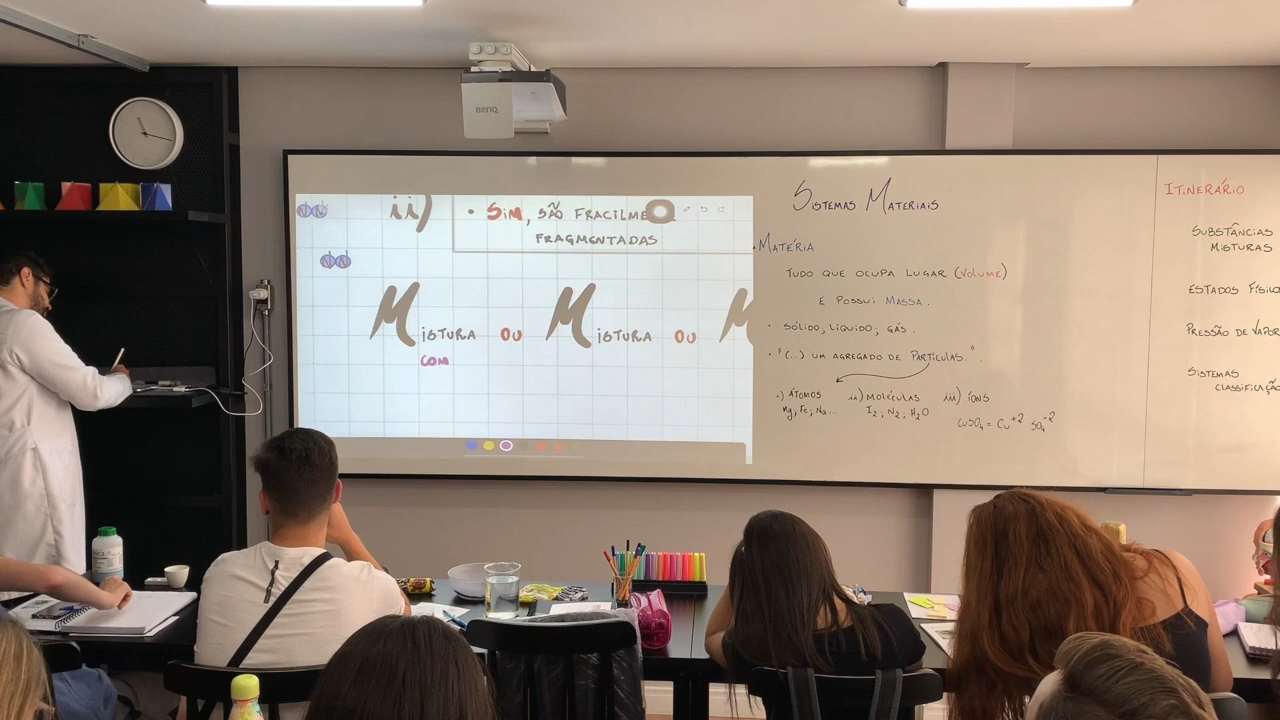 BENQ
ii)
• SIM, SÃO FRACILME
FRAGMENTADAS
MISTURA OU MISTURA OU M
COM
SISTEMAS MATERIAIS
• MATÉRIA
TUDO QUE OCUPA LUGAR (VOLUME)
E POSSUI MASSA.
• SÓLIDO; LÍQUIDO; GÁS.
• "(...) UM AGREGADO DE PARTÍCULAS."
i) ÁTOMOS ii) MOLÉCULAS iii) ÍONS
Mg, Fe, Na... I2; N2; H2O CuSO4 = Cu+2 SO4-2
ITINERÁRIO
SUBSTÂNCIAS
MISTURAS
ESTADOS FÍSICO
PRESSÃO DE VAPOR
SISTEMAS
CLASSIFICAÇÃO